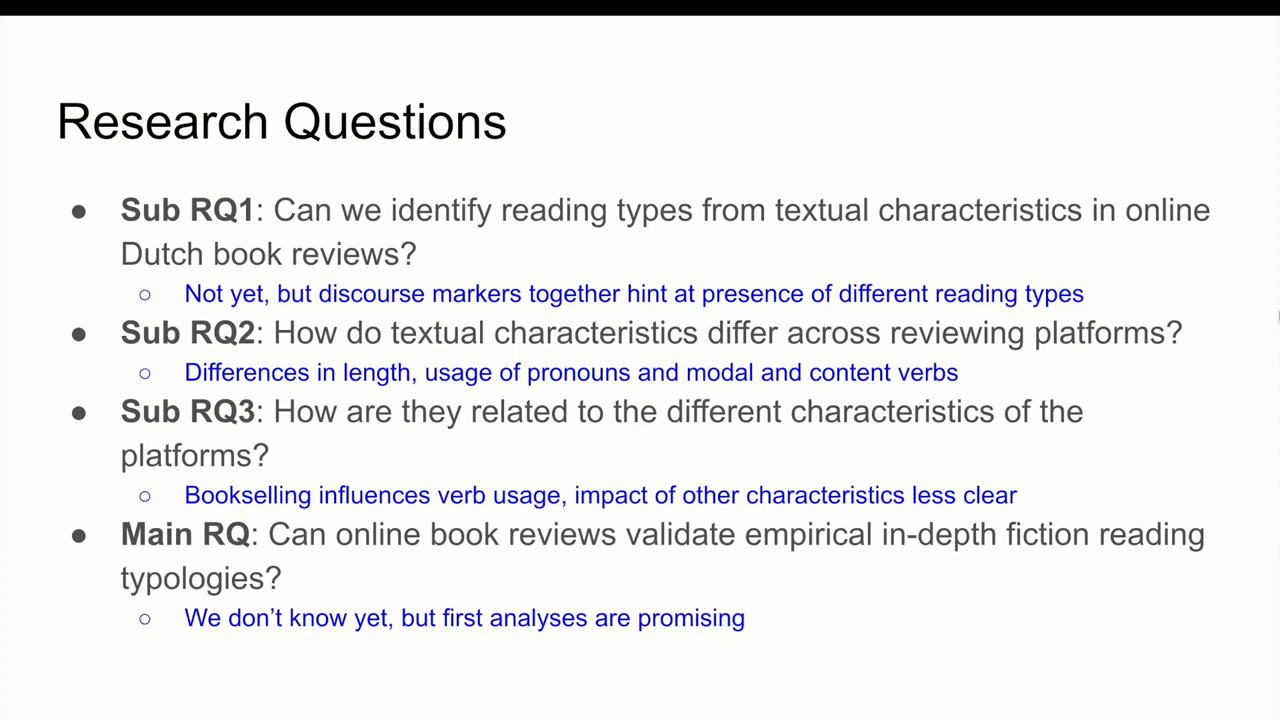 Research Questions
● Sub RQ1: Can we identify reading types from textual characteristics in online
Dutch book reviews?
○ Not yet, but discourse markers together hint at presence of different reading types
● Sub RQ2: How do textual characteristics differ across reviewing platforms?
○ Differences in length, usage of pronouns and modal and content verbs
● Sub RQ3: How are they related to the different characteristics of the
platforms?
○ Bookselling influences verb usage, impact of other characteristics less clear
● Main RQ: Can online book reviews validate empirical in-depth fiction reading
typologies?
○ We don’t know yet, but first analyses are promising